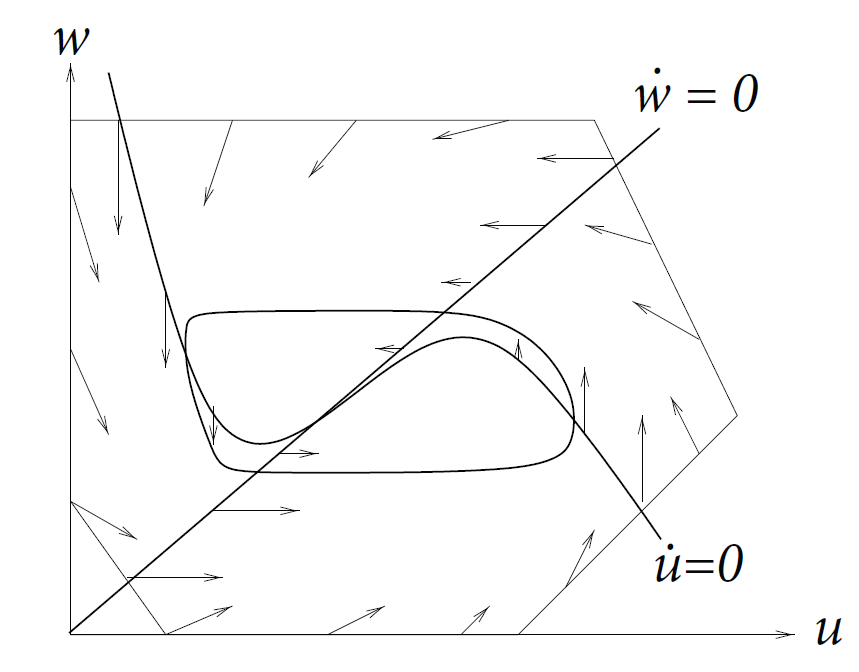 w
ẇ = 0
u̇=0
u